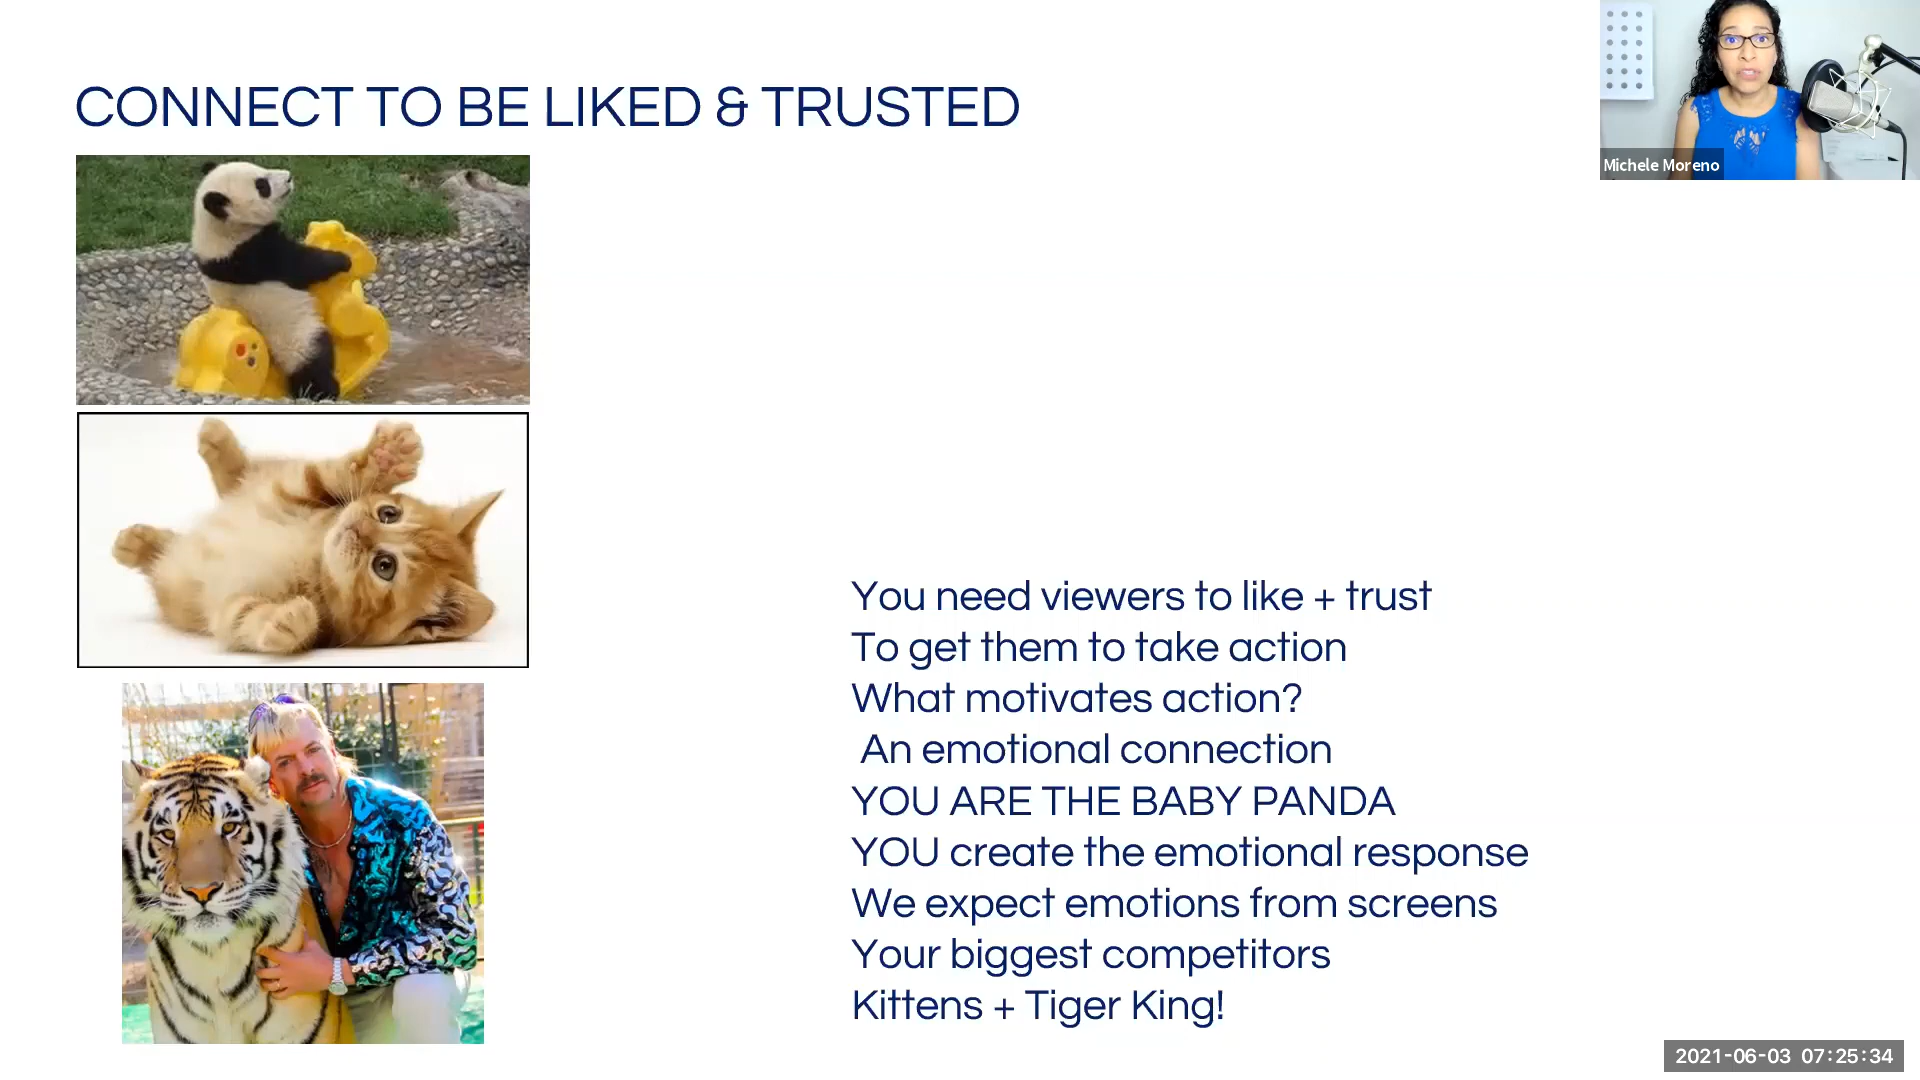 CONNECT TO BE LIKED & TRUSTED
Michele Moreno
You need viewers to like + trust
To get them to take action
What motivates action?
An emotional connection
YOU ARE THE BABY PANDA
YOU create the emotional response
We expect emotions from screens
Your biggest competitors
Kittens + Tiger King!
2021-06-03 07:25:34